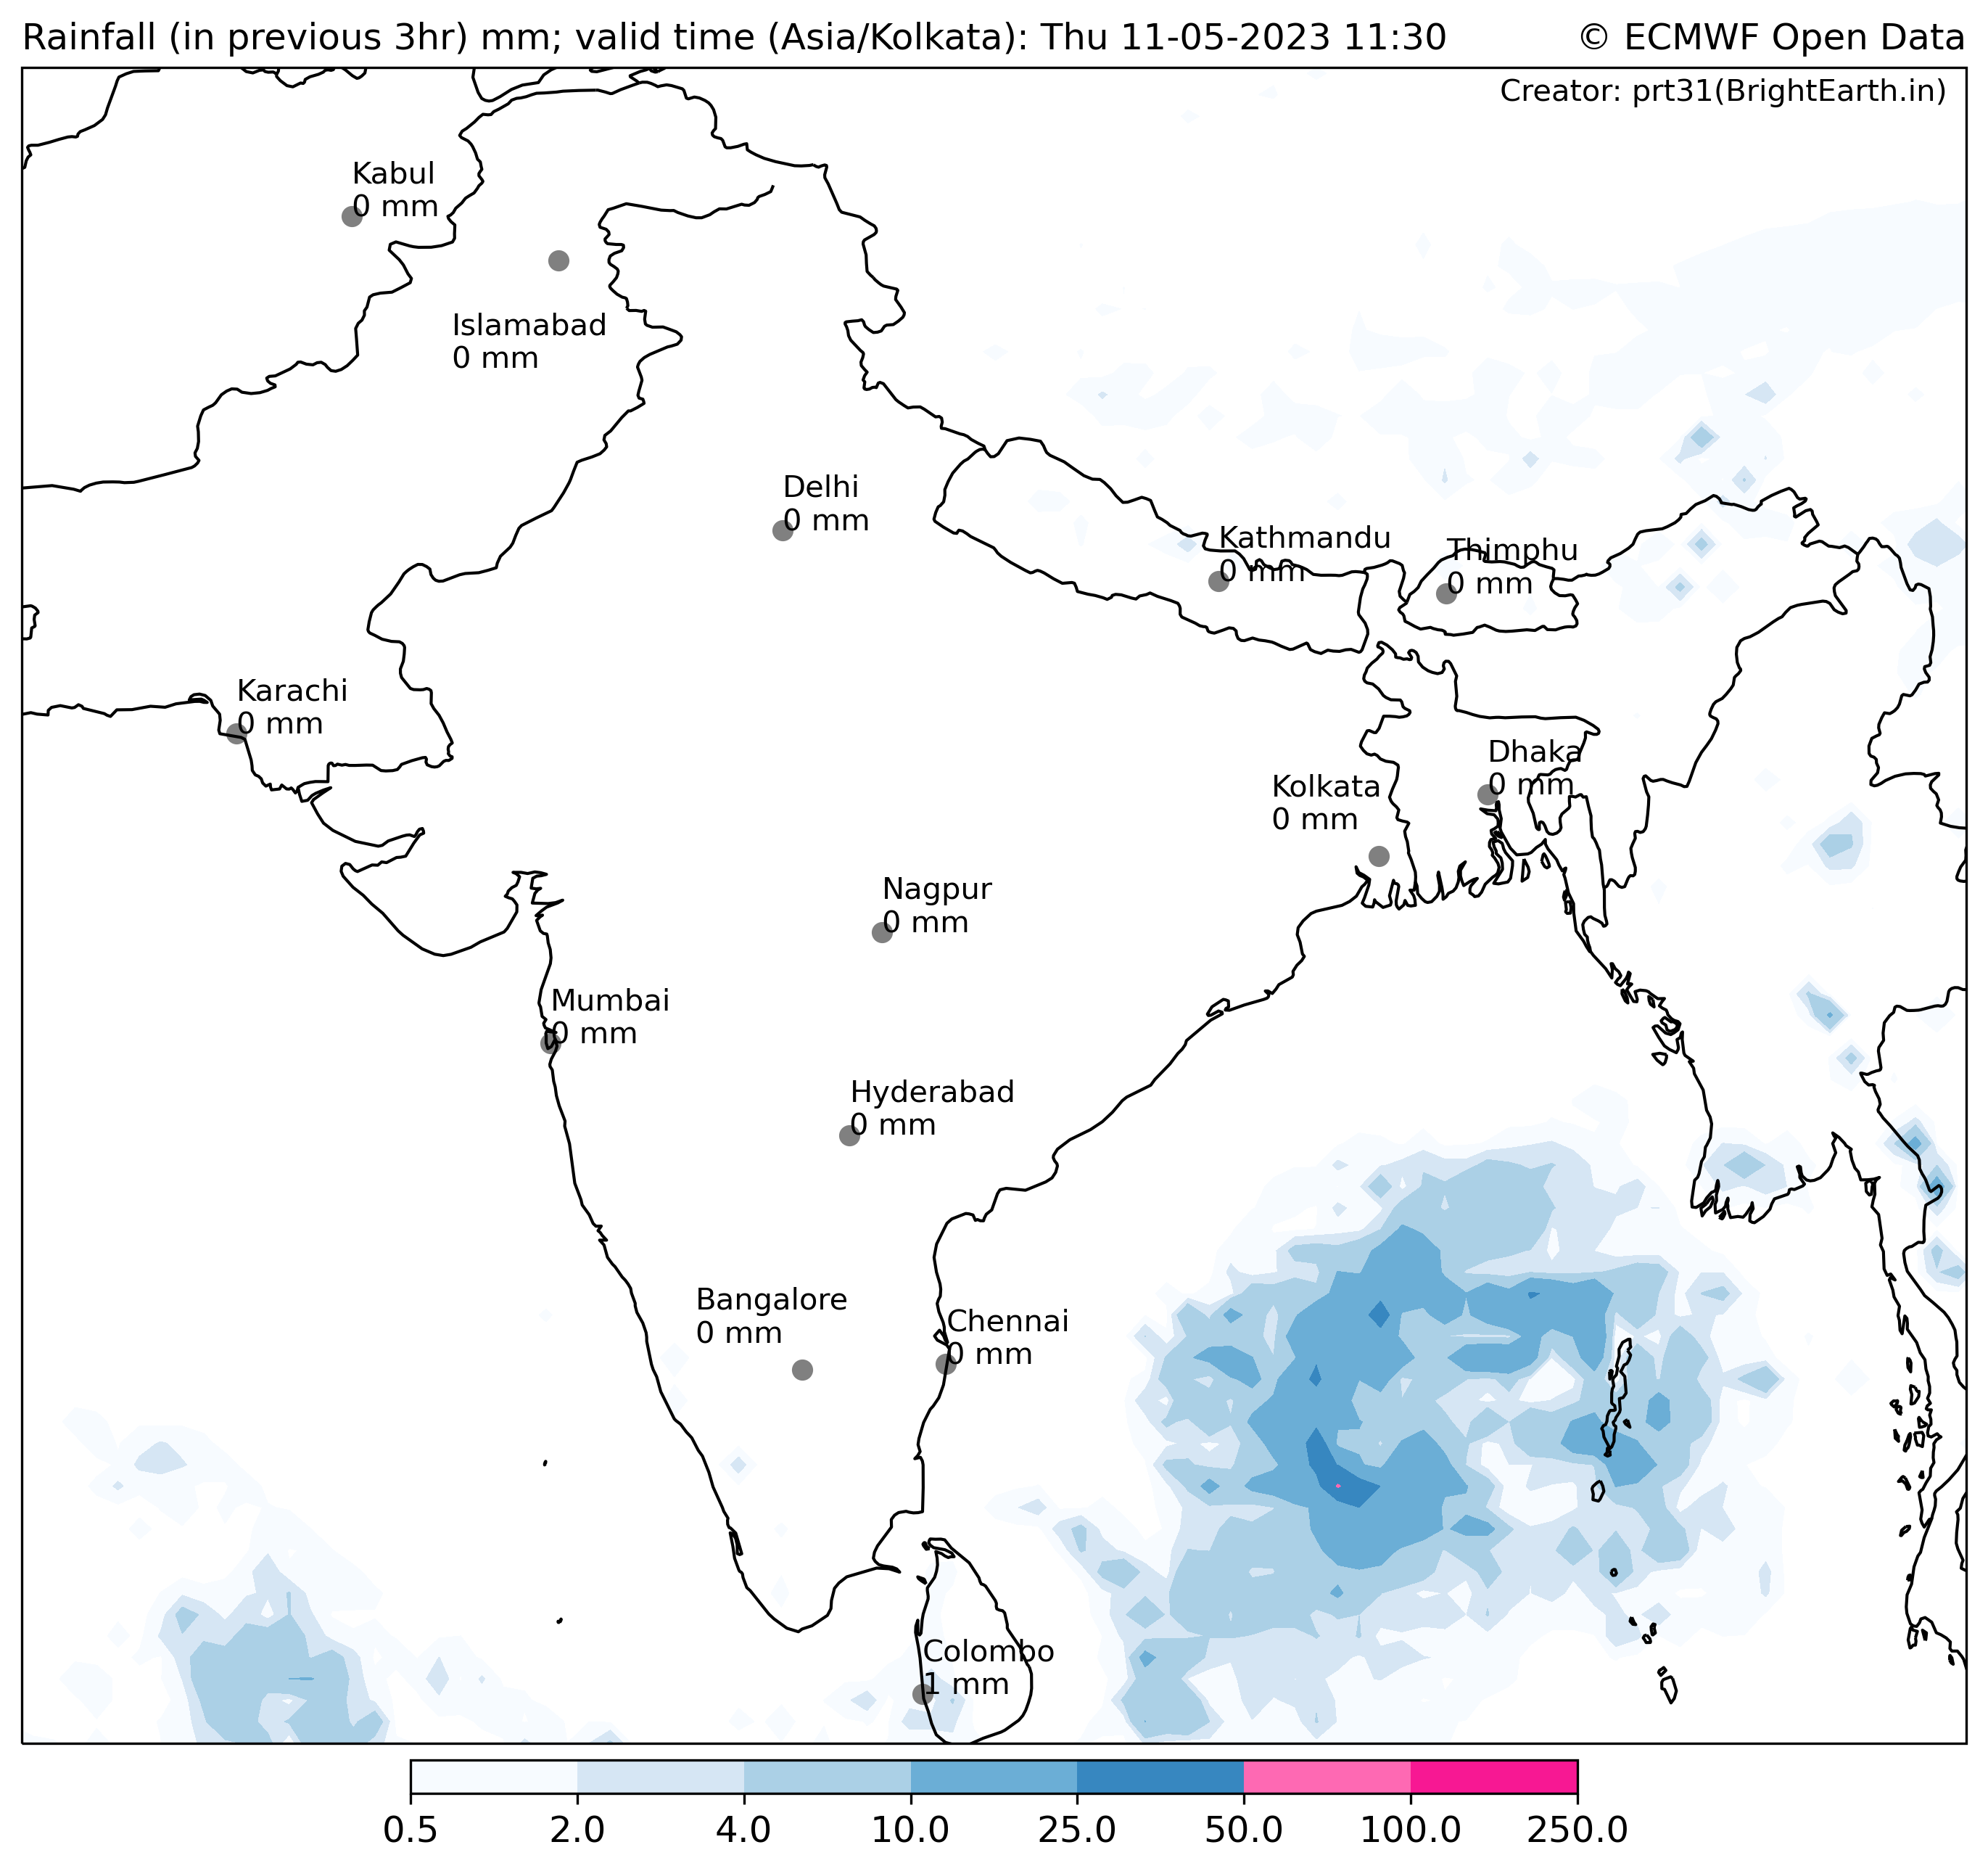 Rainfall (in previous 3hr) mm; valid time (Asia/Kolkata): Thu 11-05-2023 11:30
© ECMWF Open Data
Creator: prt31(BrightEarth.in)
Kabul
0 mm
Islamabad
0 mm
Delhi
0 mm
Kathmandu
0 mm
Thimphu
0 mm
Karachi
0 mm
Dhaka
0 mm
Kolkata
0 mm
Nagpur
0 mm
Mumbai
0 mm
Hyderabad
0 mm
Bangalore
0 mm
Chennai
0 mm
Colombo
1 mm
0.5 2.0 4.0 10.0 25.0 50.0 100.0 250.0